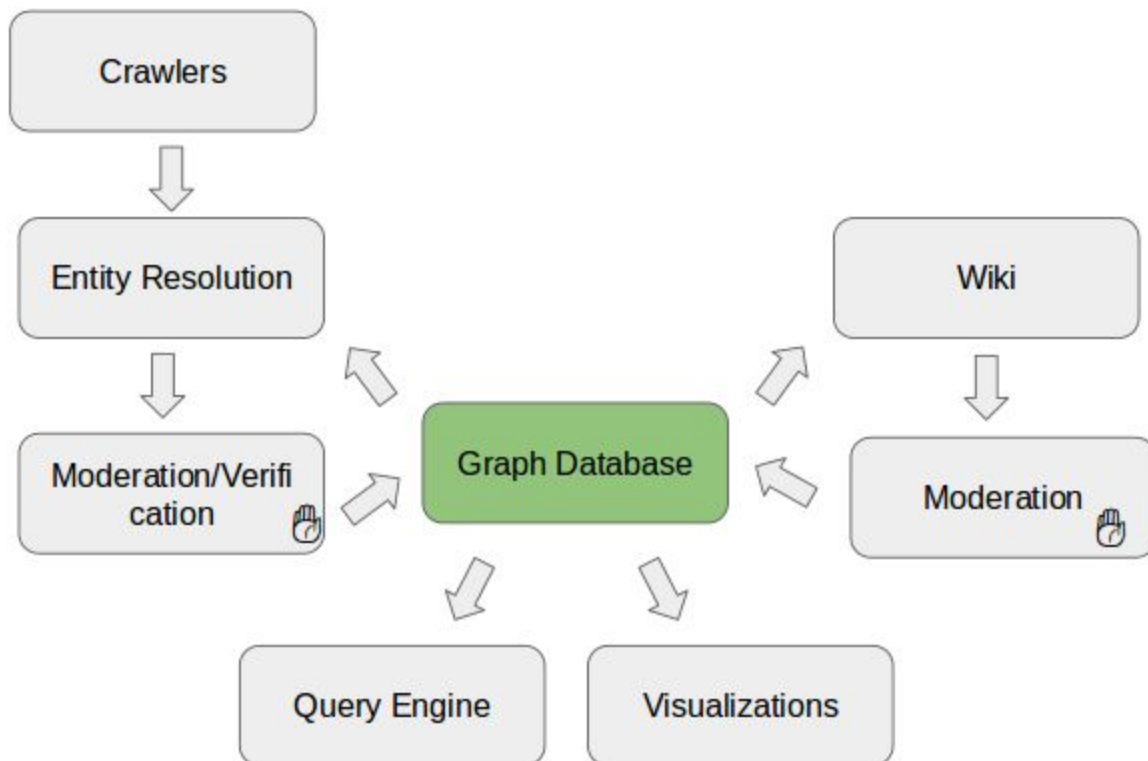 Crawlers
Entity Resolution
Wiki
Moderation/Verifi
cation
Graph Database
Moderation
Query Engine
Visualizations